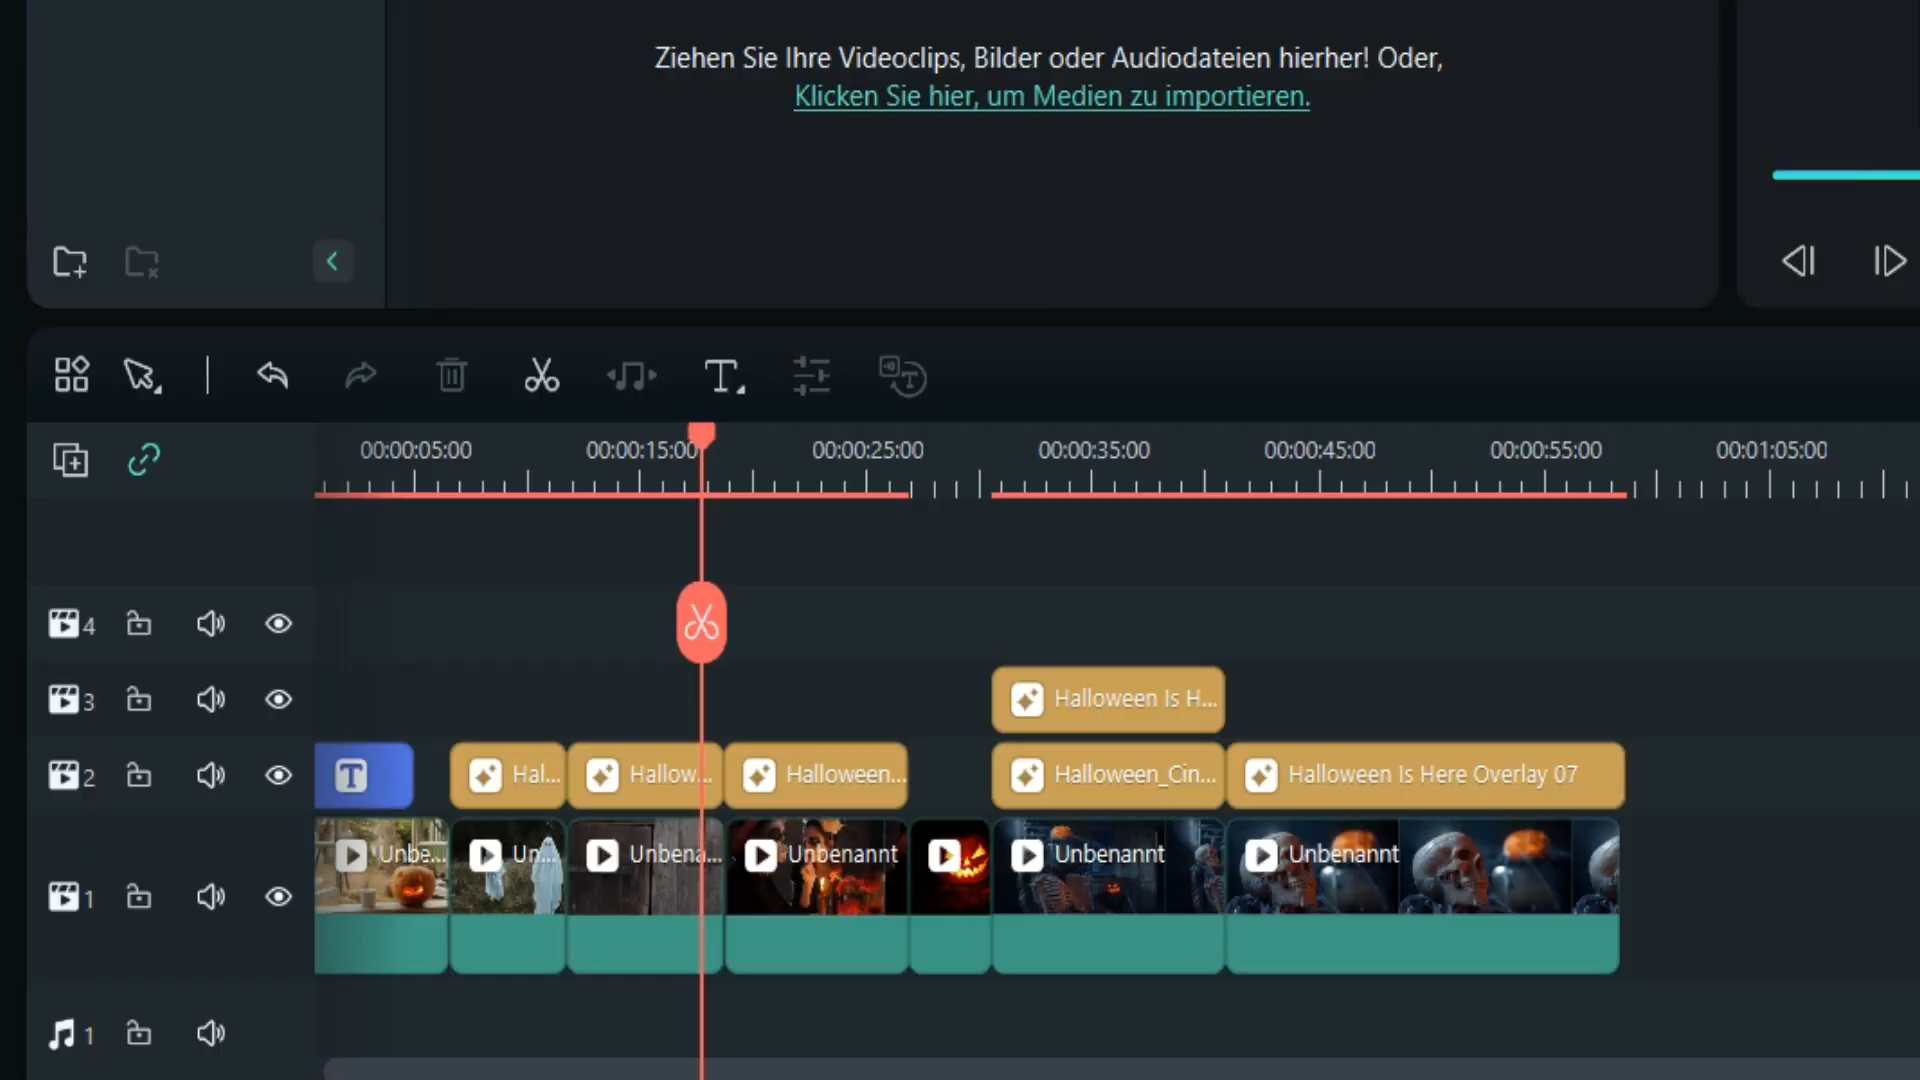 Ziehen Sie Ihre Videoclips, Bilder oder Audiodateien hierher! Oder,
Klicken Sie hier, um Medien zu importieren.
00:00:05:00 00:00:15:00 00:00:25:00 00:00:35:00 00:00:45:00 00:00:55:00 00:01:05:00
4
3 Halloween Is H...
2 T Hal... Hallow... Halloween... Halloween_Cin... Halloween Is Here Overlay 07
Unbe... Un... Unbena... Unbenannt Unbenannt Unbenannt
1
1